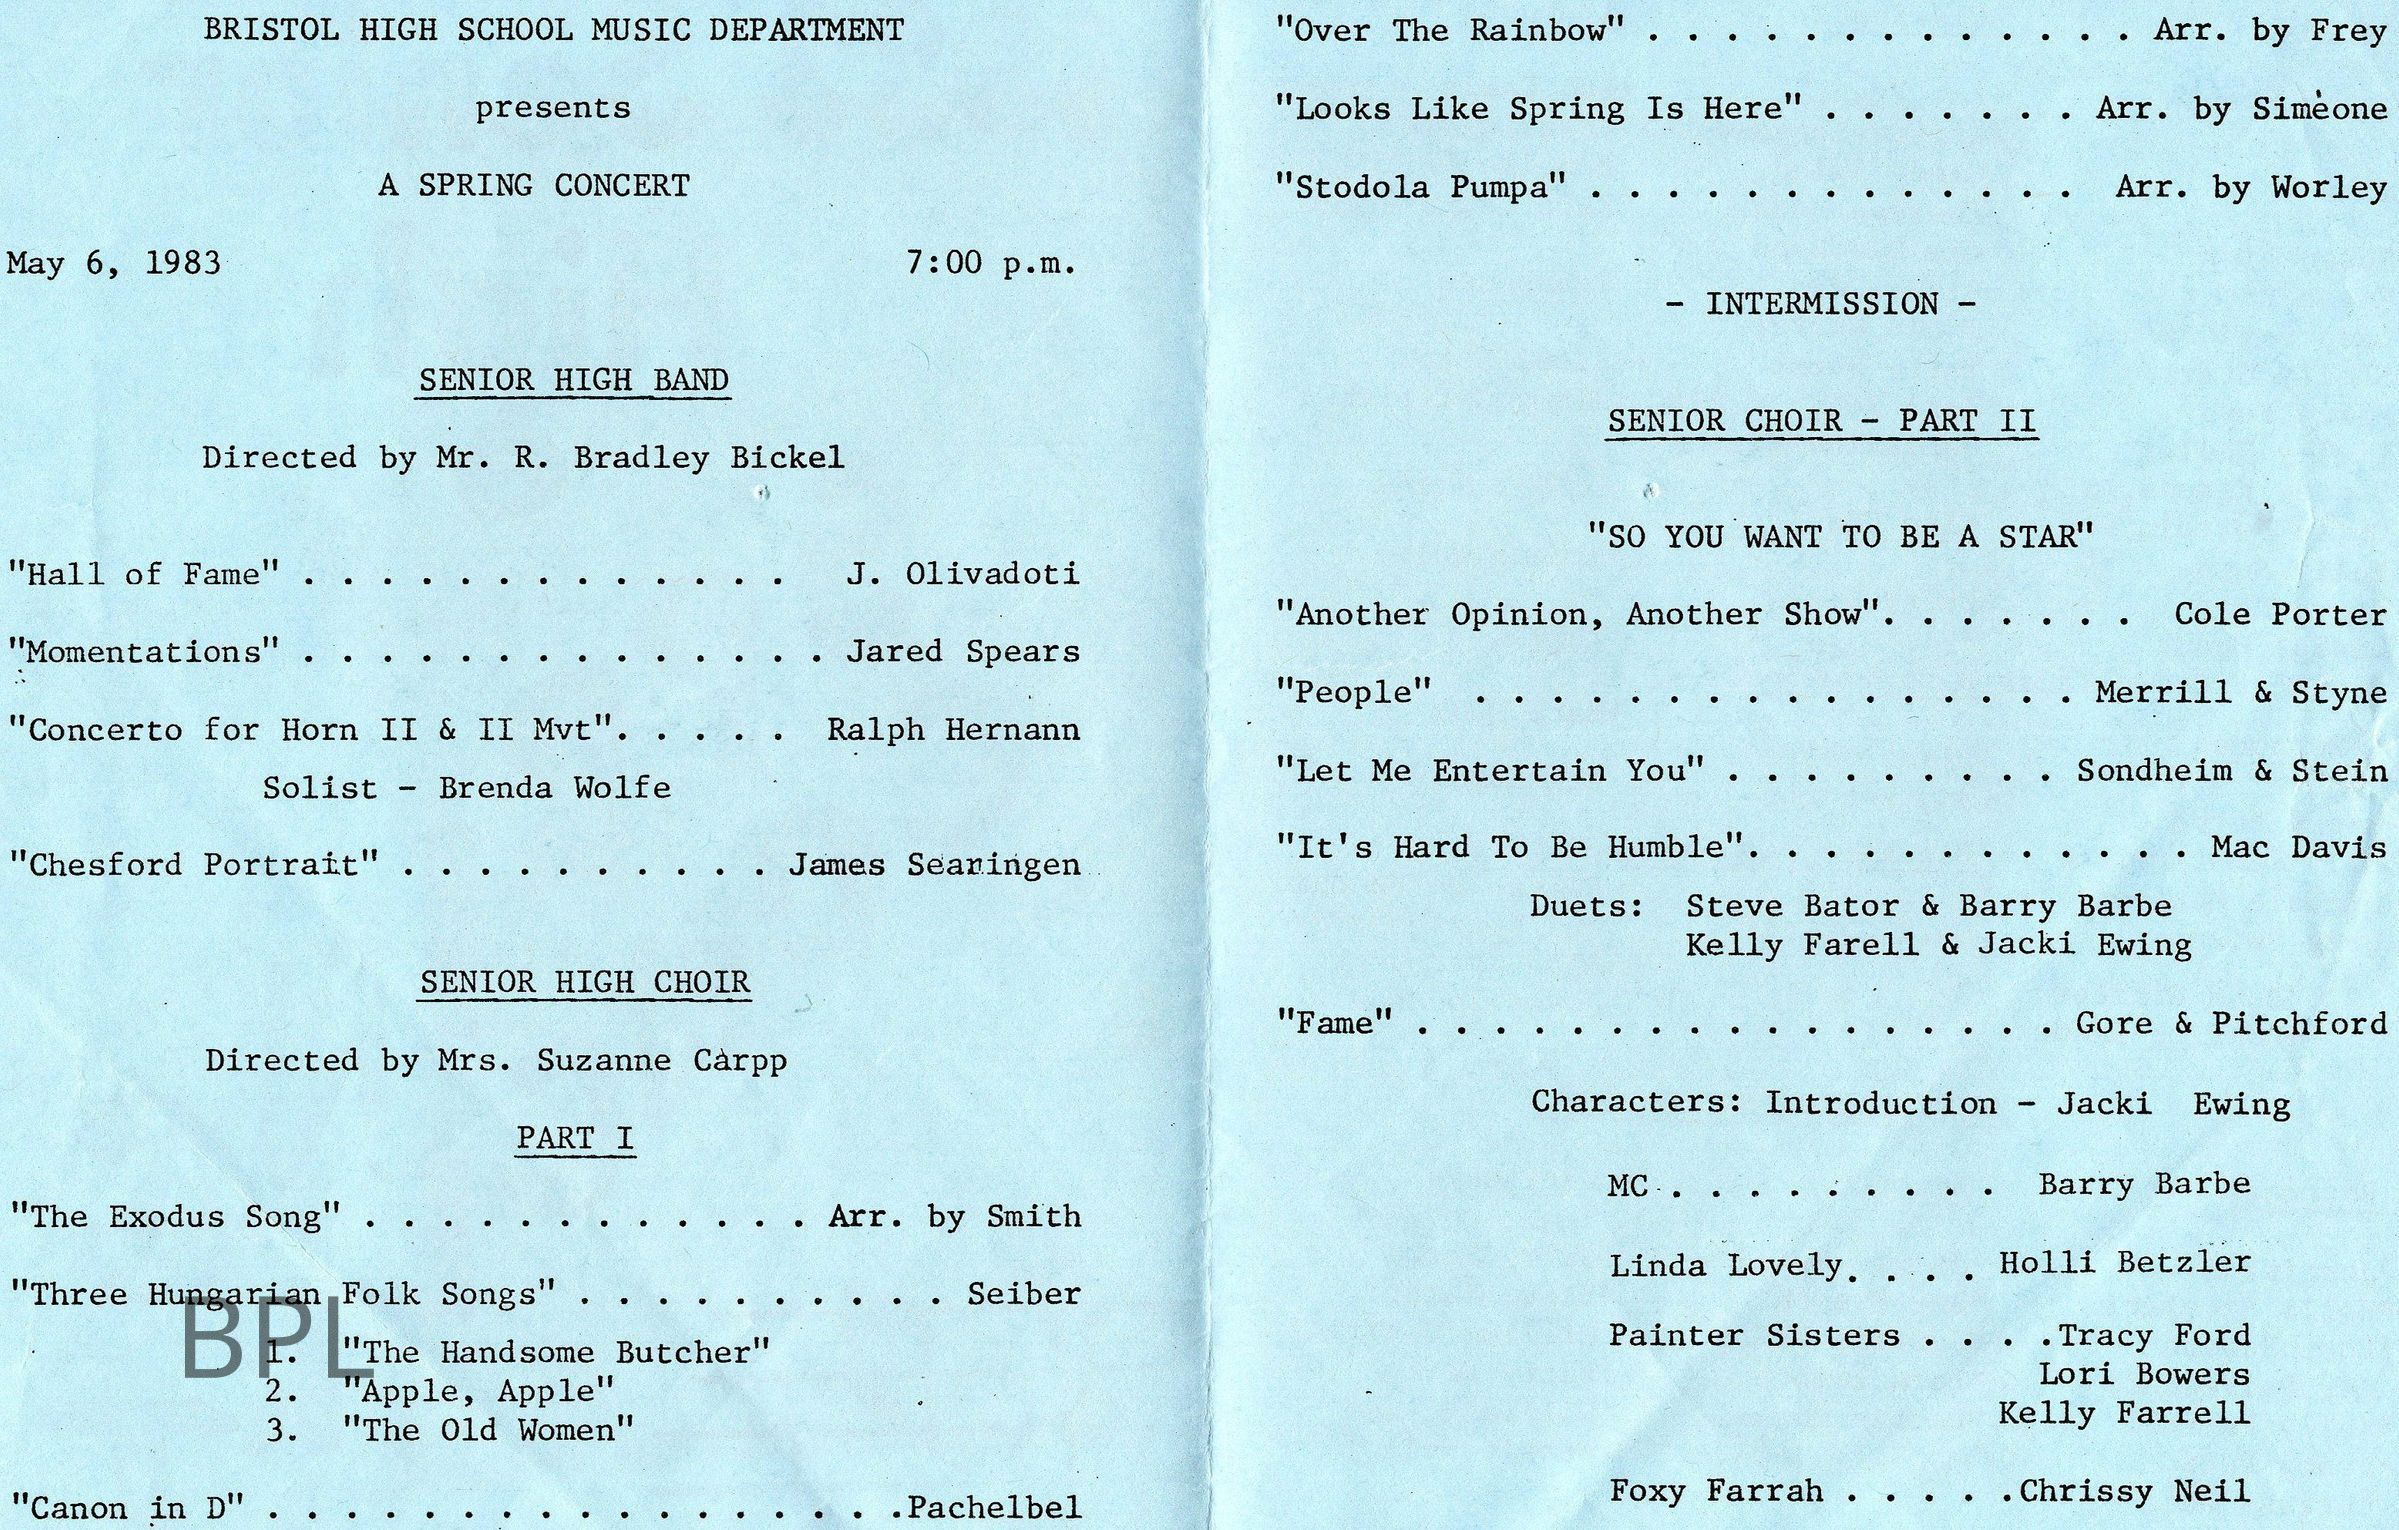 BRISTOL HIGH SCHOOL MUSIC DEPARTMENT
presents
A SPRING CONCERT
May 6, 1983 7:00 p.m.
SENIOR HIGH BAND
Directed by Mr. R. Bradley Bickel
"Hall of Fame" . . . . . . . . . . . . . J. Olivadoti
"Momentations" . . . . . . . . . . . . . . Jared Spears
"Concerto for Horn II & II Mvt". . . . . Ralph Hernann
Solist - Brenda Wolfe
"Chesford Portrait" . . . . . . . . . . James Searingen
SENIOR HIGH CHOIR
Directed by Mrs. Suzanne Carpp
PART I
"The Exodus Song" . . . . . . . . . . . . Arr. by Smith
"Three Hungarian Folk Songs" . . . . . . . . . . Seiber
1. "The Handsome Butcher"
2. "Apple, Apple"
3. "The Old Women"
BPL
"Canon in D" . . . . . . . . . . . . . . . . .Pachelbel
"Over The Rainbow" . . . . . . . . . . . . . Arr. by Frey
"Looks Like Spring Is Here" . . . . . . . Arr. by Simeone
"Stodola Pumpa" . . . . . . . . . . . . . Arr. by Worley
- INTERMISSION -
SENIOR CHOIR - PART II
"SO YOU WANT TO BE A STAR"
"Another Opinion, Another Show". . . . . . . Cole Porter
"People" . . . . . . . . . . . . . . . . Merrill & Styne
"Let Me Entertain You" . . . . . . . . . Sondheim & Stein
"It's Hard To Be Humble". . . . . . . . . . . . Mac Davis
Duets: Steve Bator & Barry Barbe
Kelly Farell & Jacki Ewing
"Fame" . . . . . . . . . . . . . . . . . Gore & Pitchford
Characters: Introduction - Jacki Ewing
MC . . . . . . . . . Barry Barbe
Linda Lovely. . . . Holli Betzler
Painter Sisters . . . .Tracy Ford
Lori Bowers
Kelly Farrell
Foxy Farrah . . . . .Chrissy Neil